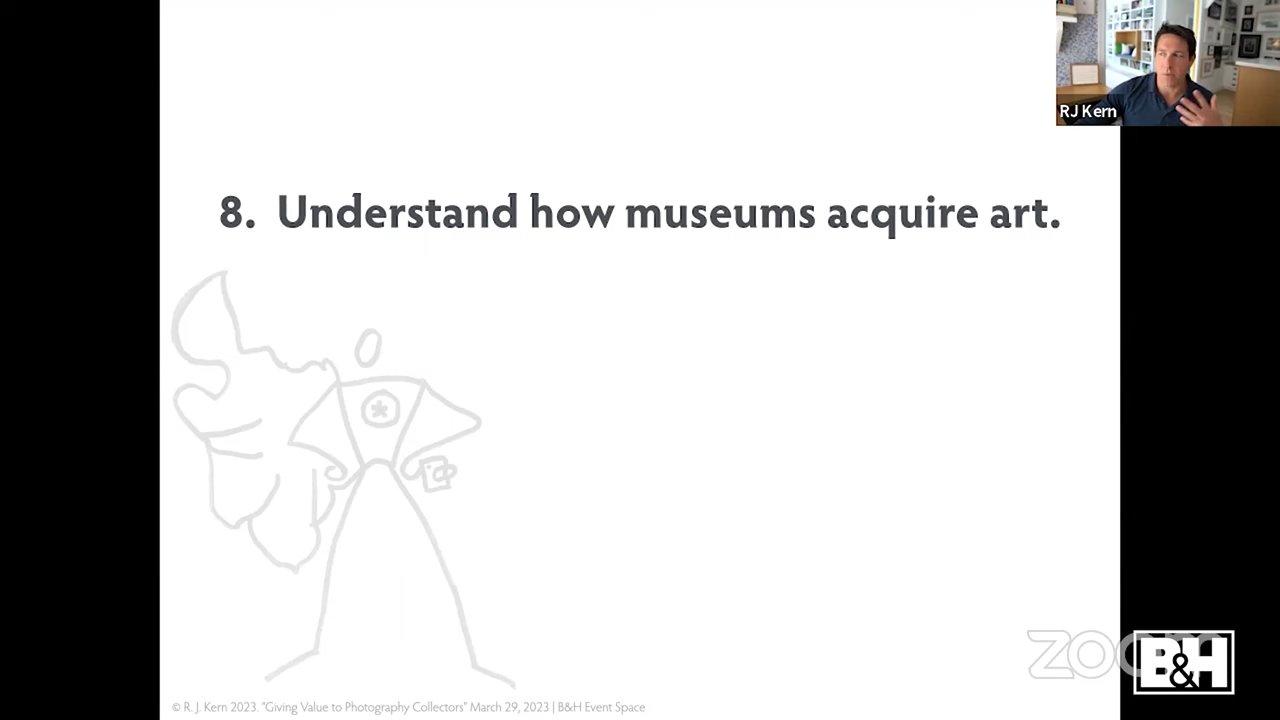 RJ Kern
8. Understand how museums acquire art.
© R. J. Kern 2023. "Giving Value to Photography Collectors" March 29, 2023 | B&H Event Space
zoom
B&H